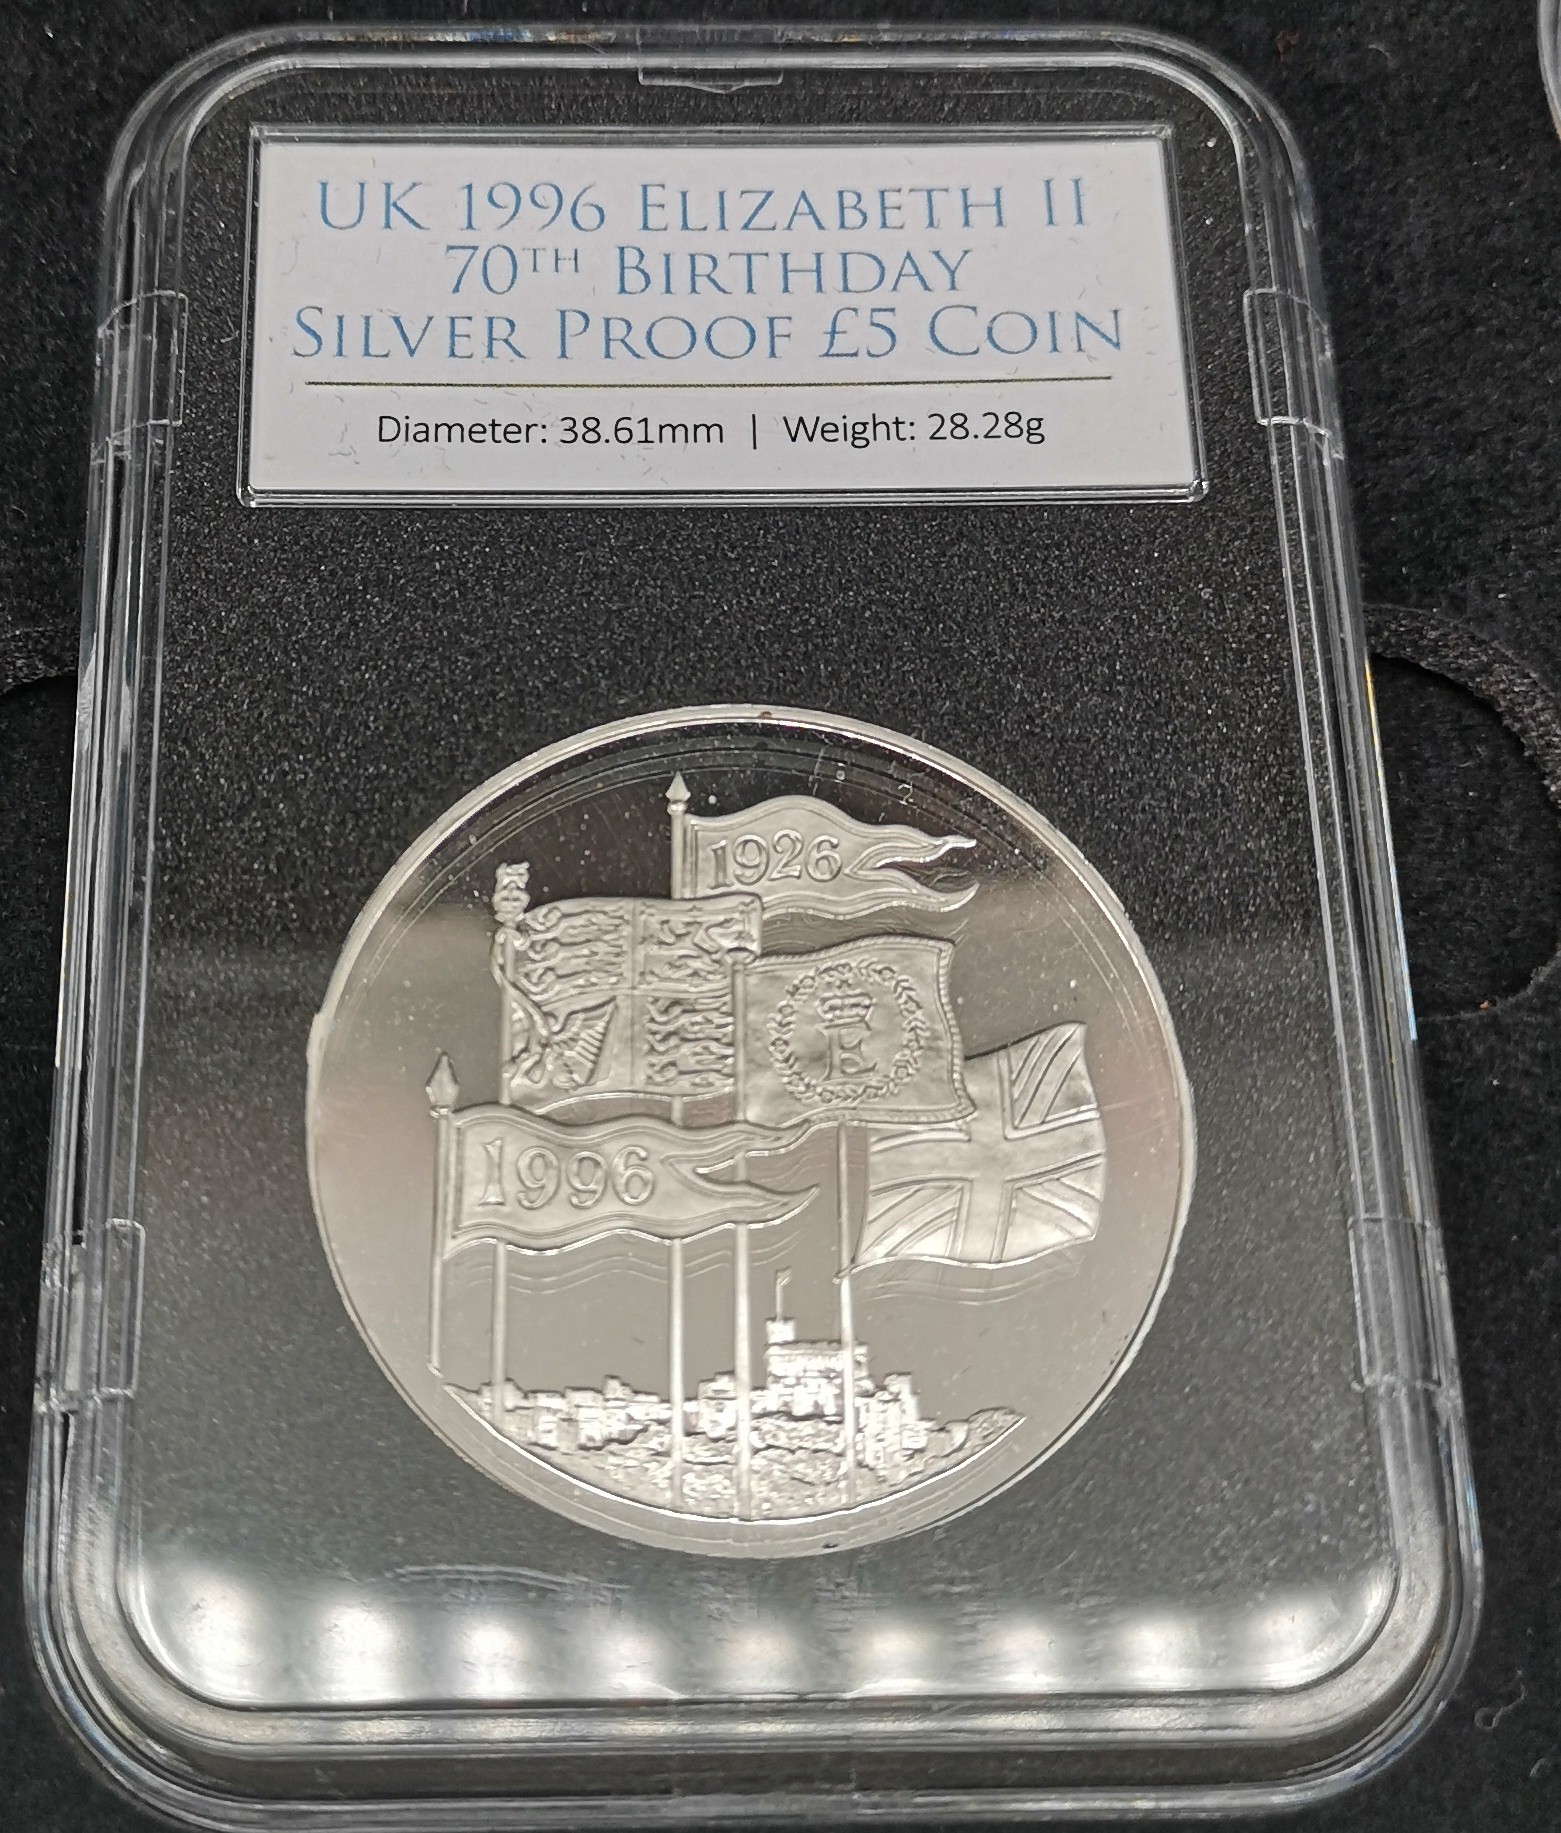 UK 1996 ELIZABETH II
70TH BIRTHDAY
SILVER PROOF £5 COIN
Diameter: 38.61mm | Weight: 28.28g
1926
E
1996